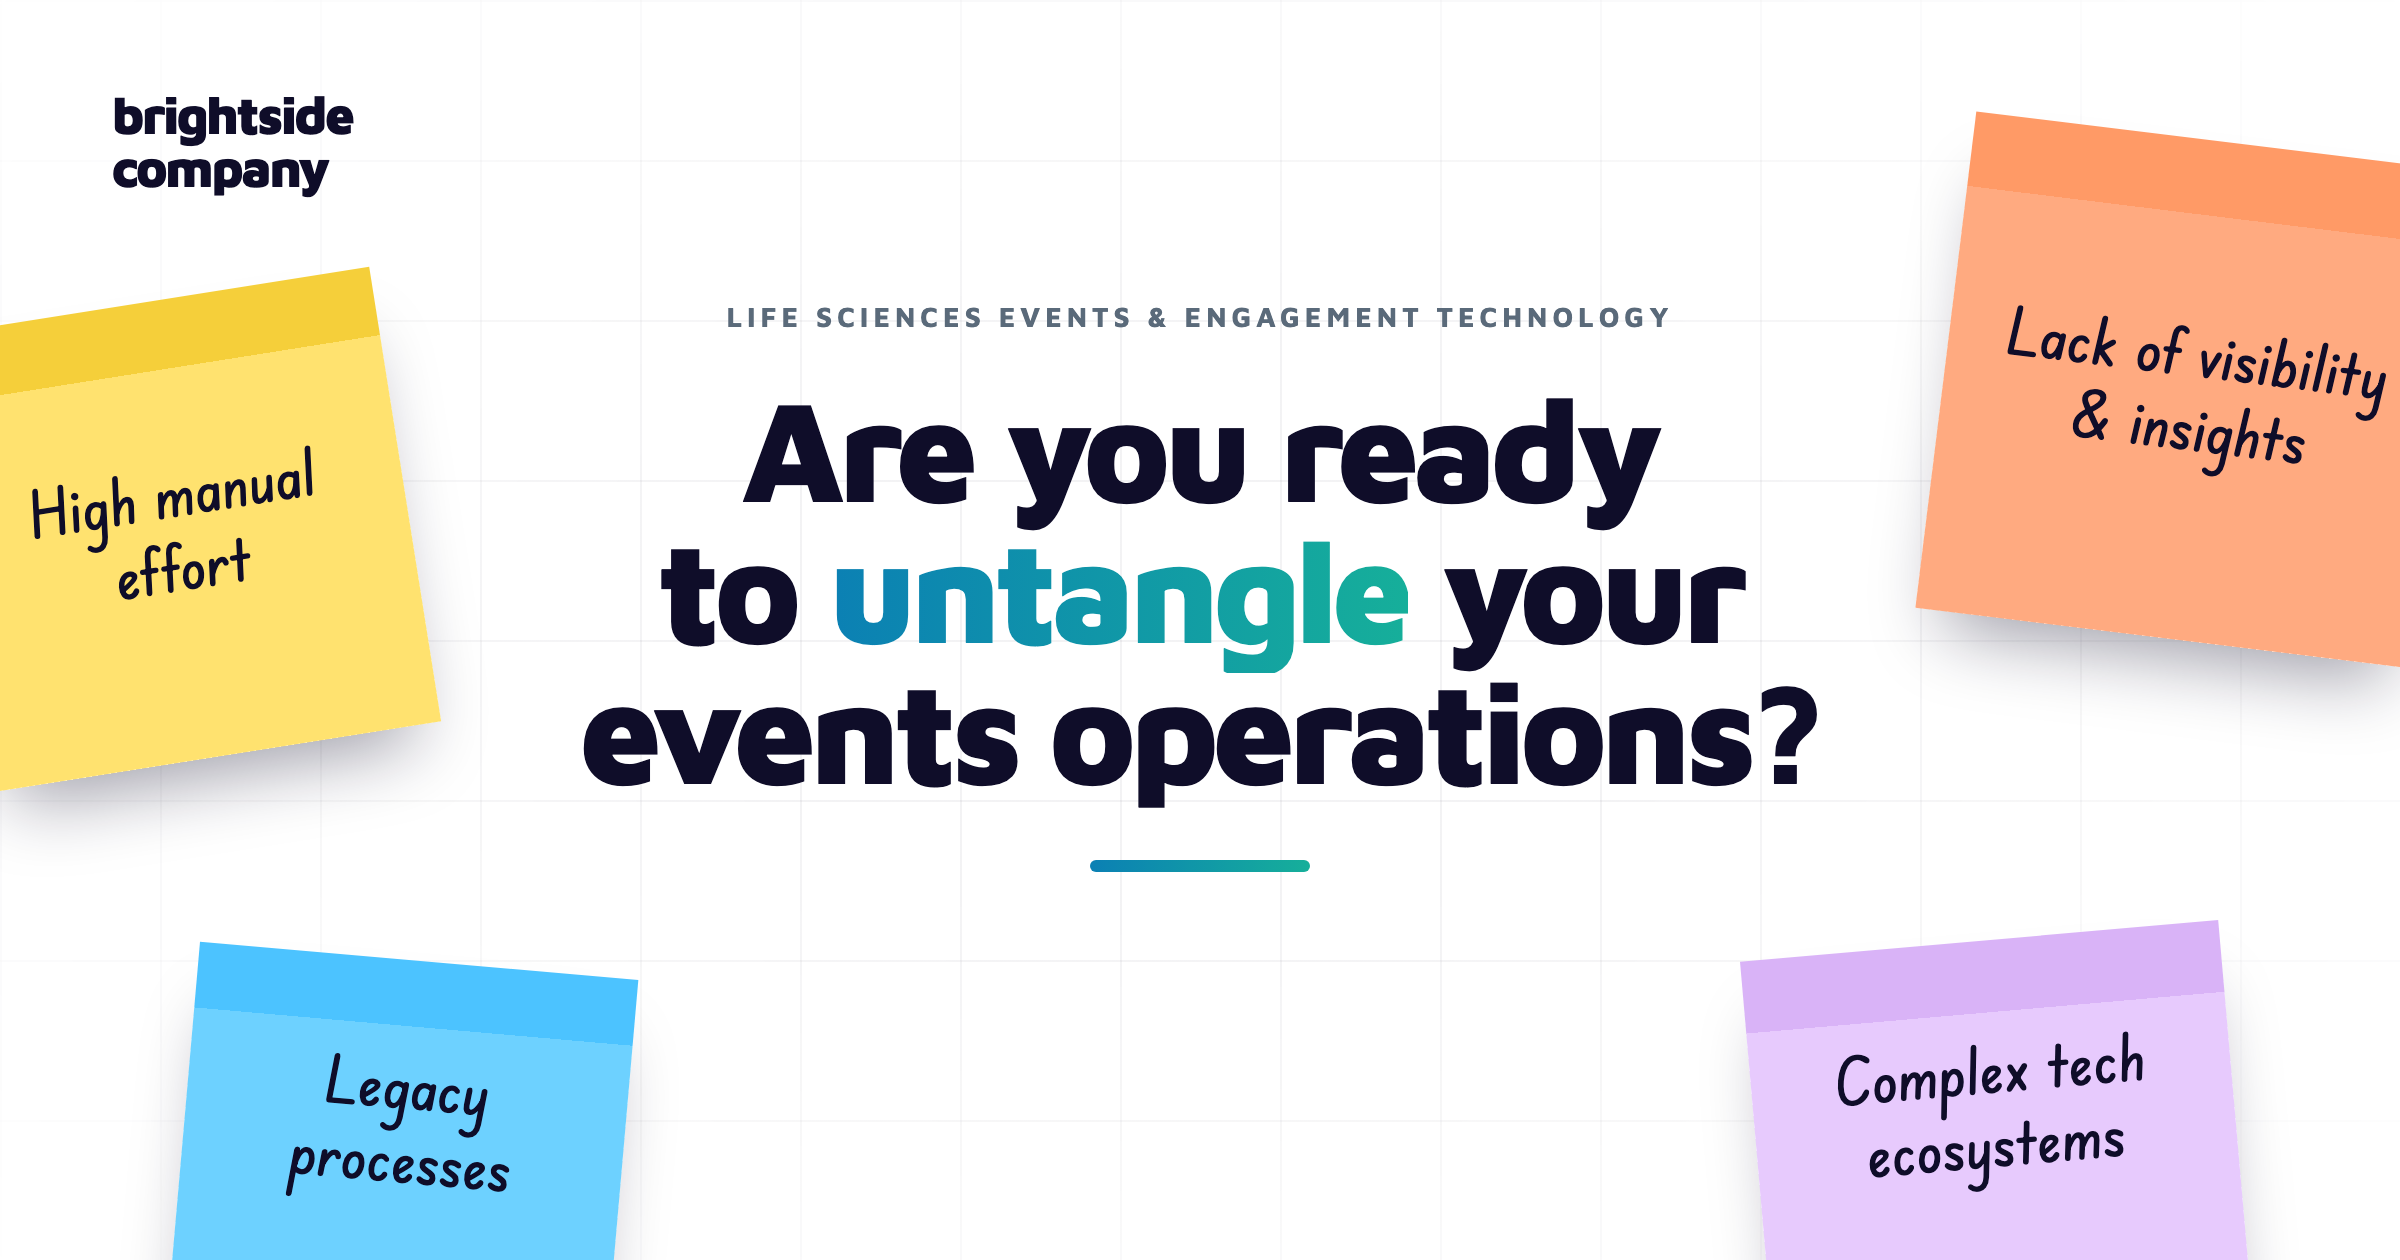 brightside
company
LIFE SCIENCES EVENTS & ENGAGEMENT TECHNOLOGY
Are you ready
to untangle your
events operations?
High manual
effort
Lack of visibility
& insights
Legacy
processes
Complex tech
ecosystems